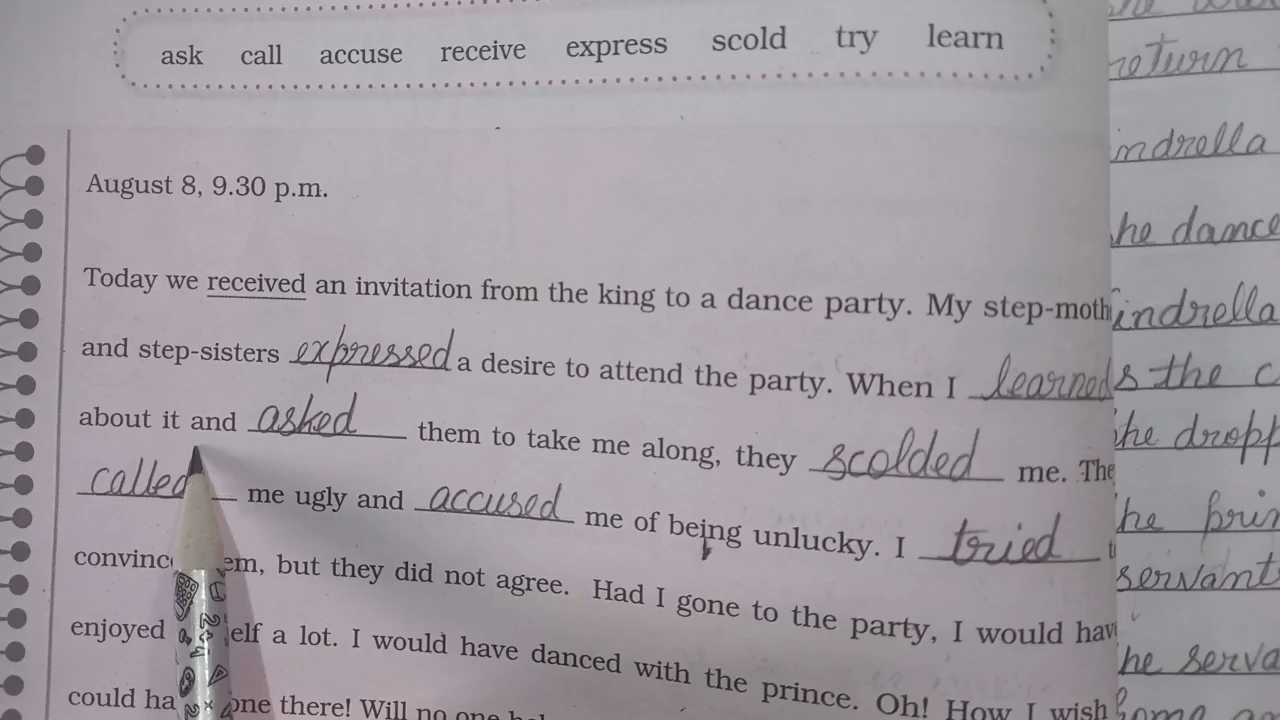 ask call accuse receive express scold try learn
August 8, 9.30 p.m.
Today we received an invitation from the king to a dance party. My step-moth
and step-sisters expressed a desire to attend the party. When I learned
about it and asked them to take me along, they scolded me. The
called me ugly and accused me of being unlucky. I tried
convinc em, but they did not agree. Had I gone to the party, I would hav
enjoyed elf a lot. I would have danced with the prince. Oh! How I wish
could ha one there! Will no one
return
indrella
he dance
indrella
s the c
he dropp
he prin
servant
he serva